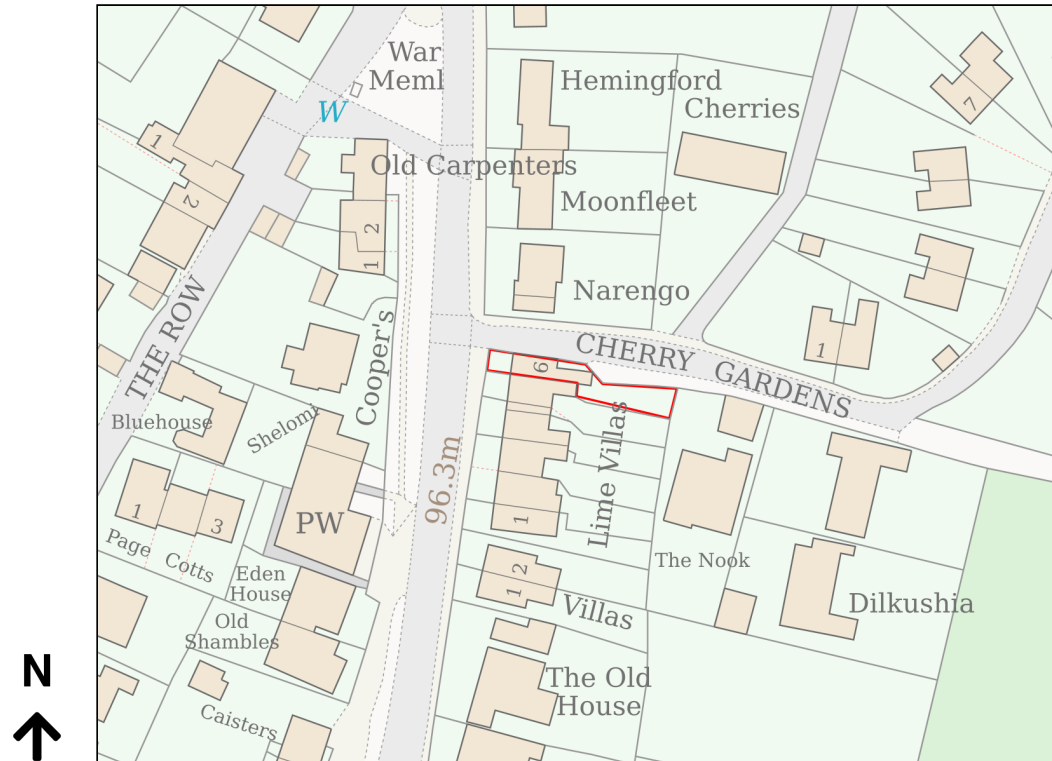 War
Meml
W
Hemingford
Cherries
7
1
2
Old Carpenters
Moonfleet
2
1
Narengo
THE ROW
Cooper's
CHERRY GARDENS
1
6
Bluehouse
Shelomi
Lime Villas
96.3m
1
3
PW
1
Page
Cotts
Eden
House
The Nook
2
1
Villas
Old
Shambles
Dilkushia
The Old
House
Caisters
N